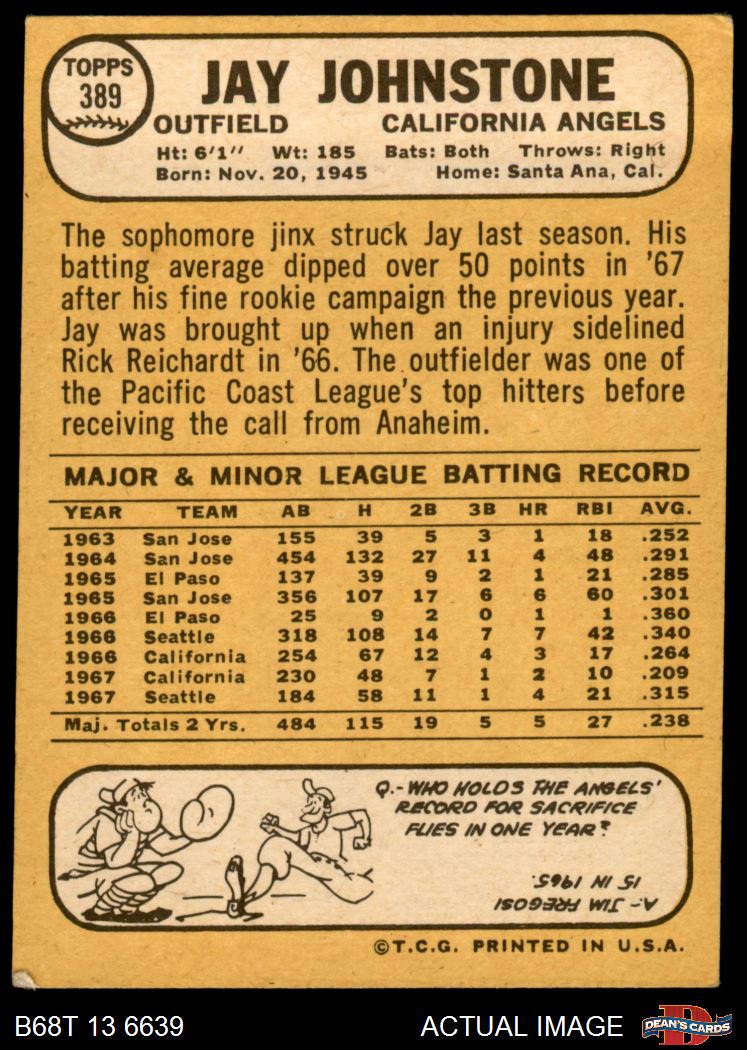 TOPPS
389
JAY JOHNSTONE
OUTFIELD CALIFORNIA ANGELS
Ht: 6'1" Wt: 185 Bats: Both Throws: Right
Born: Nov. 20, 1945 Home: Santa Ana, Cal.
The sophomore jinx struck Jay last season. His
batting average dipped over 50 points in '67
after his fine rookie campaign the previous year.
Jay was brought up when an injury sidelined
Rick Reichardt in '66. The outfielder was one of
the Pacific Coast League's top hitters before
receiving the call from Anaheim.
MAJOR & MINOR LEAGUE BATTING RECORD
YEAR TEAM AB H 2B 3B HR RBI AVG.
1963 San Jose 155 39 5 3 1 18 .252
1964 San Jose 454 132 27 11 4 48 .291
1965 El Paso 137 39 9 2 1 21 .285
1965 San Jose 356 107 17 6 6 60 .301
1966 El Paso 25 9 2 0 1 1 .360
1966 Seattle 318 108 14 7 7 42 .340
1966 California 254 67 12 4 3 17 .264
1967 California 230 48 7 1 2 10 .209
1967 Seattle 184 58 11 1 4 21 .315
Maj. Totals 2 Yrs. 484 115 19 5 5 27 .238
Q.-WHO HOLDS THE ANGELS'
RECORD FOR SACRIFICE
FLIES IN ONE YEAR?
A.- JIM FREGOSI
15 IN 1965.
©T.C.G. PRINTED IN U.S.A.
B68T 13 6639 ACTUAL IMAGE
D
DEAN'S CARDS